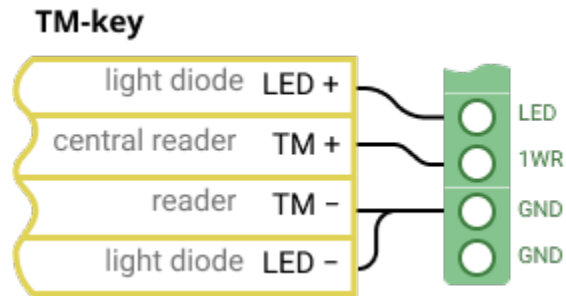 TM-key
light diode LED +
central reader TM +
reader TM −
light diode LED −
LED
1WR
GND
GND